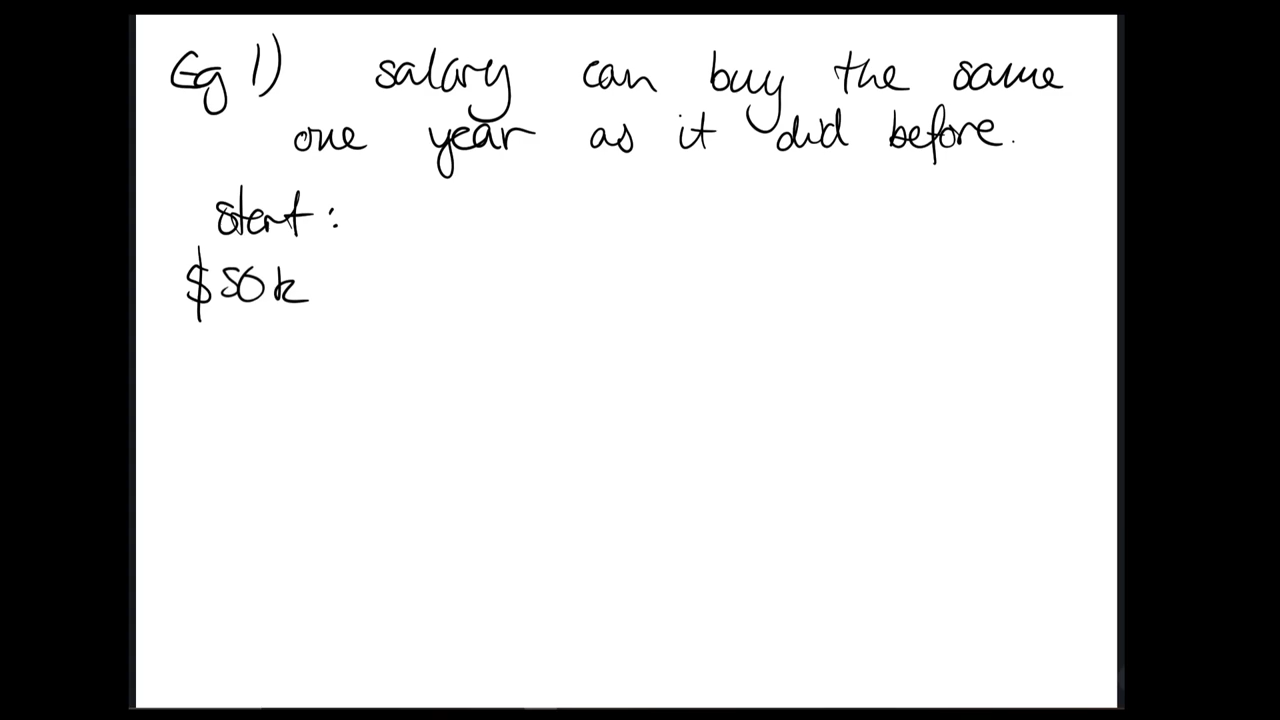 Eg 1) salary can buy the same
one year as it did before.
start:
$50k